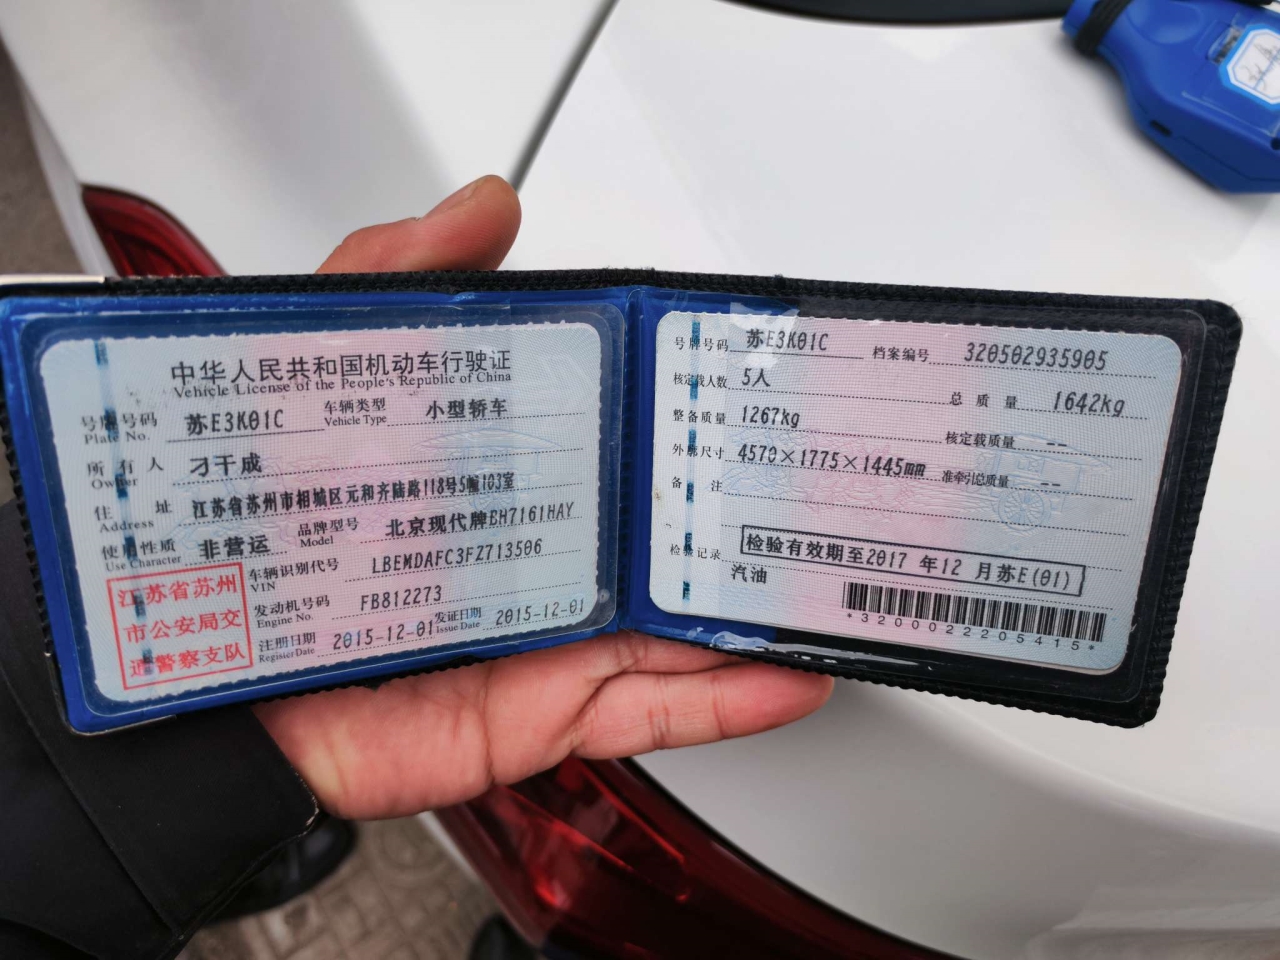 中华人民共和国机动车行驶证
Vehicle License of the People's Republic of China
号牌号码 苏E3K01C 车辆类型 小型轿车
Plate No. Vehicle Type
所有人 刁干成
Owner
住址 江苏省苏州市相城区元和齐陆路118号5幢103室
Address
使用性质 非营运 品牌型号 北京现代牌BH7161HAY
Use Character Model
江苏省苏州
市公安局交
通警察支队
车辆识别代号 LBEMDAFC3FZ713506
VIN
发动机号码 FB812273
Engine No.
注册日期 2015-12-01 发证日期 2015-12-01
Register Date Issue Date
号牌号码 苏E3K01C 档案编号 320502935905
核定载人数 5人 总质量 1642kg
整备质量 1267kg 核定载质量 --
外廓尺寸 4570×1775×1445mm 准牵引总质量 --
备注
检验记录 检验有效期至2017年12月苏E(01)
汽油
*3200022205415*